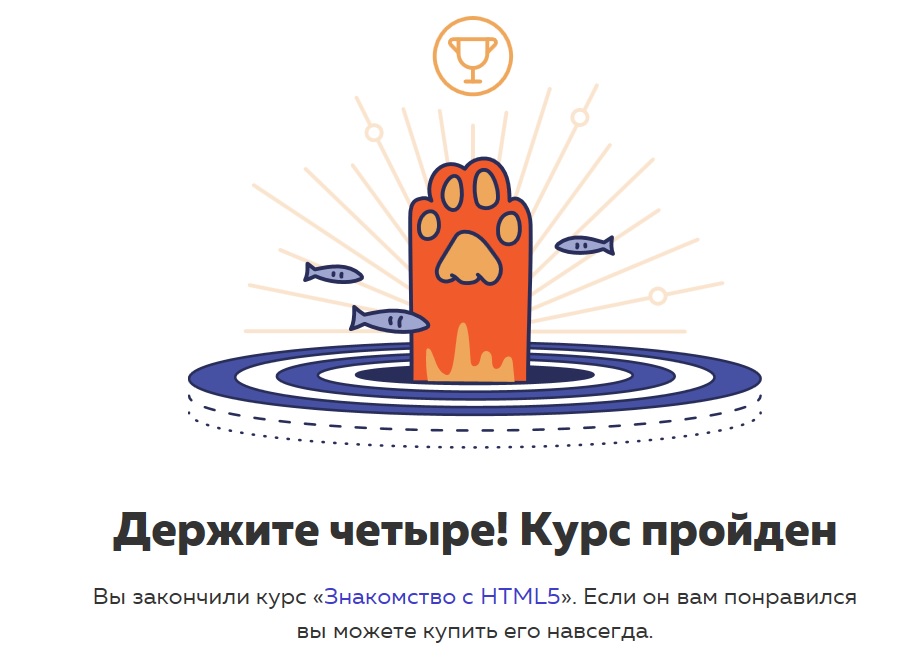 Держите четыре! Курс пройден
Вы закончили курс «Знакомство с HTML5». Если он вам понравился
вы можете купить его навсегда.